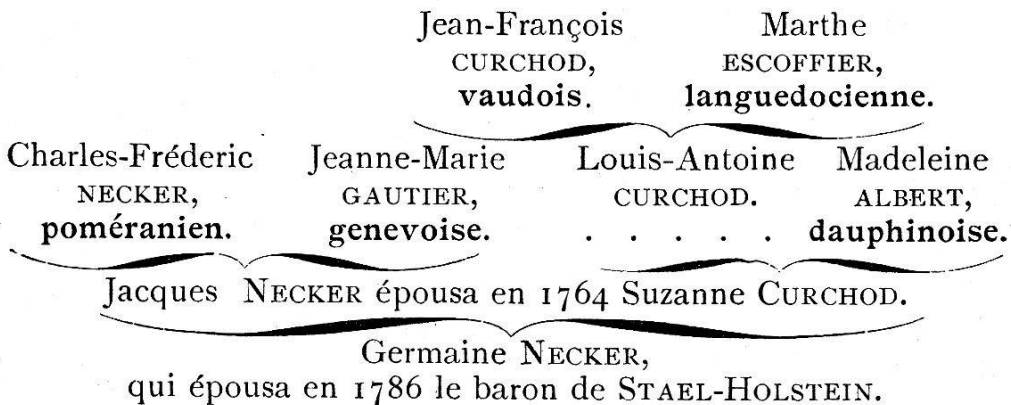 Jean-François Marthe
CURCHOD, ESCOFFIER,
vaudois. languedocienne.
Charles-Fréderic Jeanne-Marie Louis-Antoine Madeleine
NECKER, GAUTIER, CURCHOD. ALBERT,
poméranien. genevoise. . . . . . dauphinoise.
Jacques NECKER épousa en 1764 Suzanne CURCHOD.
Germaine NECKER,
qui épousa en 1786 le baron de STAEL-HOLSTEIN.